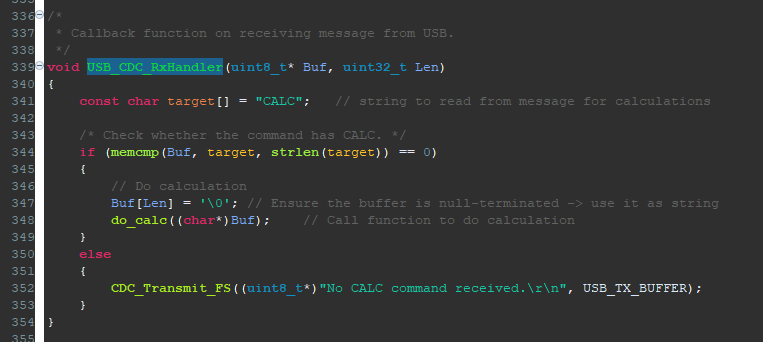 335
336 /*
337  * Callback function on receiving message from USB.
338  */
339 void USB_CDC_RxHandler(uint8_t* Buf, uint32_t Len)
340 {
341     const char target[] = "CALC";   // string to read from message for calculations
342
343     /* Check whether the command has CALC. */
344     if (memcmp(Buf, target, strlen(target)) == 0)
345     {
346         // Do calculation
347         Buf[Len] = '\0'; // Ensure the buffer is null-terminated -> use it as string
348         do_calc((char*)Buf);    // Call function to do calculation
349     }
350     else
351     {
352         CDC_Transmit_FS((uint8_t*)"No CALC command received.\r\n", USB_TX_BUFFER);
353     }
354 }
355